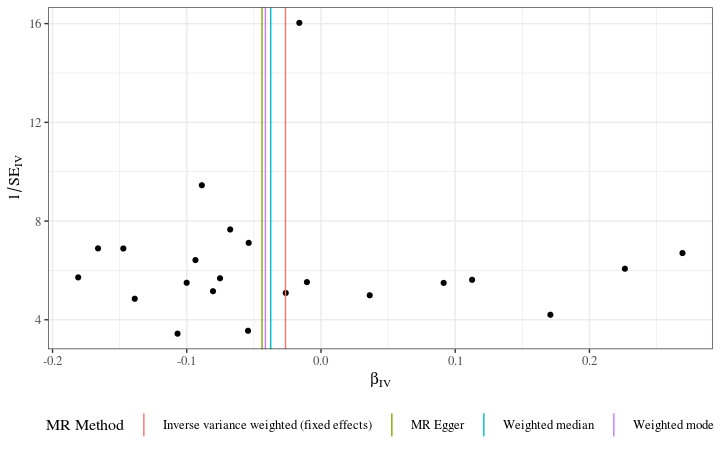 16
12
8
4
1/SE_IV
-0.2 -0.1 0.0 0.1 0.2
β_IV
MR Method Inverse variance weighted (fixed effects) MR Egger Weighted median Weighted mode